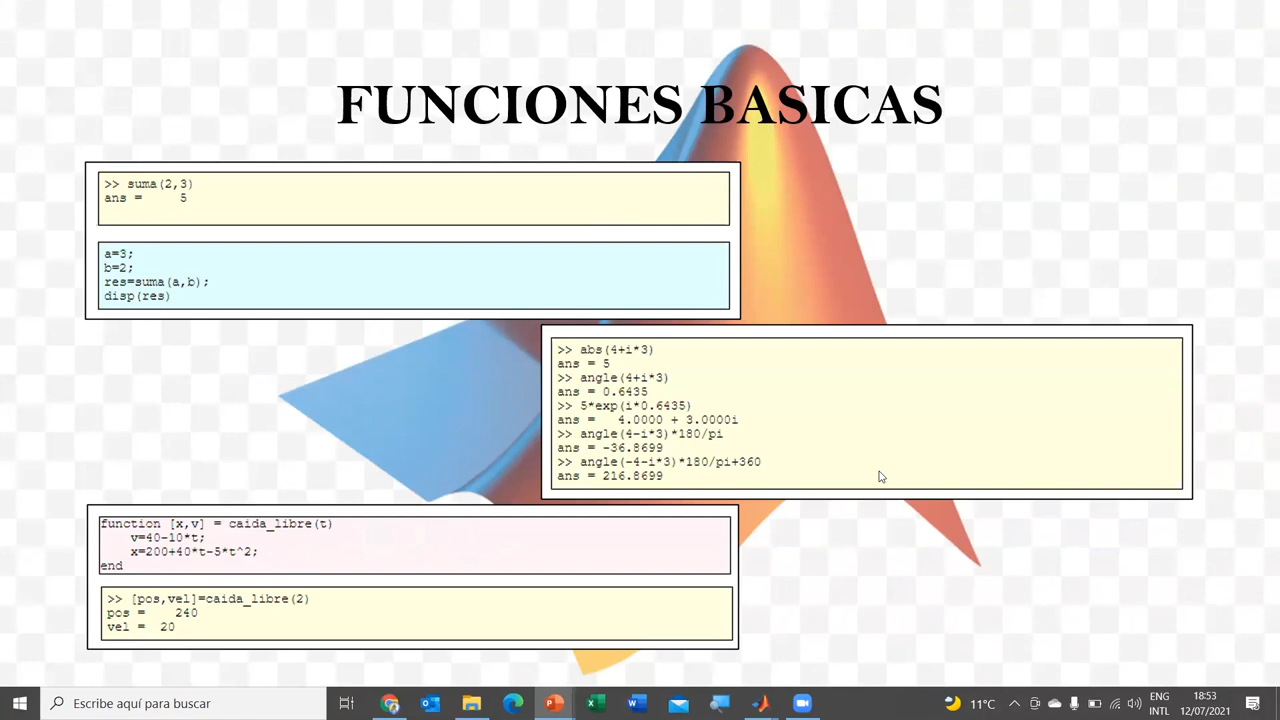 FUNCIONES BASICAS
>> suma(2,3)
ans =     5
a=3;
b=2;
res=suma(a,b);
disp(res)
>> abs(4+i*3)
ans = 5
>> angle(4+i*3)
ans = 0.6435
>> 5*exp(i*0.6435)
ans =   4.0000 + 3.0000i
>> angle(4-i*3)*180/pi
ans = -36.8699
>> angle(-4-i*3)*180/pi+360
ans = 216.8699
function [x,v] = caida_libre(t)
    v=40-10*t;
    x=200+40*t-5*t^2;
end
>> [pos,vel]=caida_libre(2)
pos =    240
vel =  20
Escribe aquí para buscar
11°C
ENG
INTL
18:53
12/07/2021